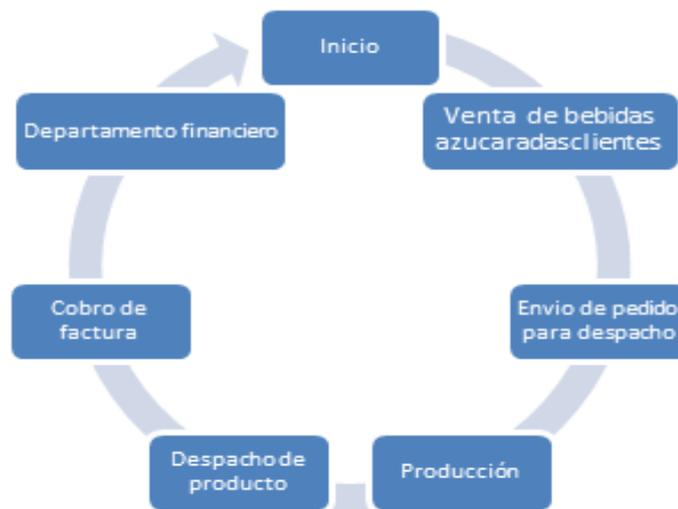 Inicio
Venta de bebidas
azucaradasclientes
Envio de pedido
para despacho
Producción
Despacho de
producto
Cobro de
factura
Departamento financiero